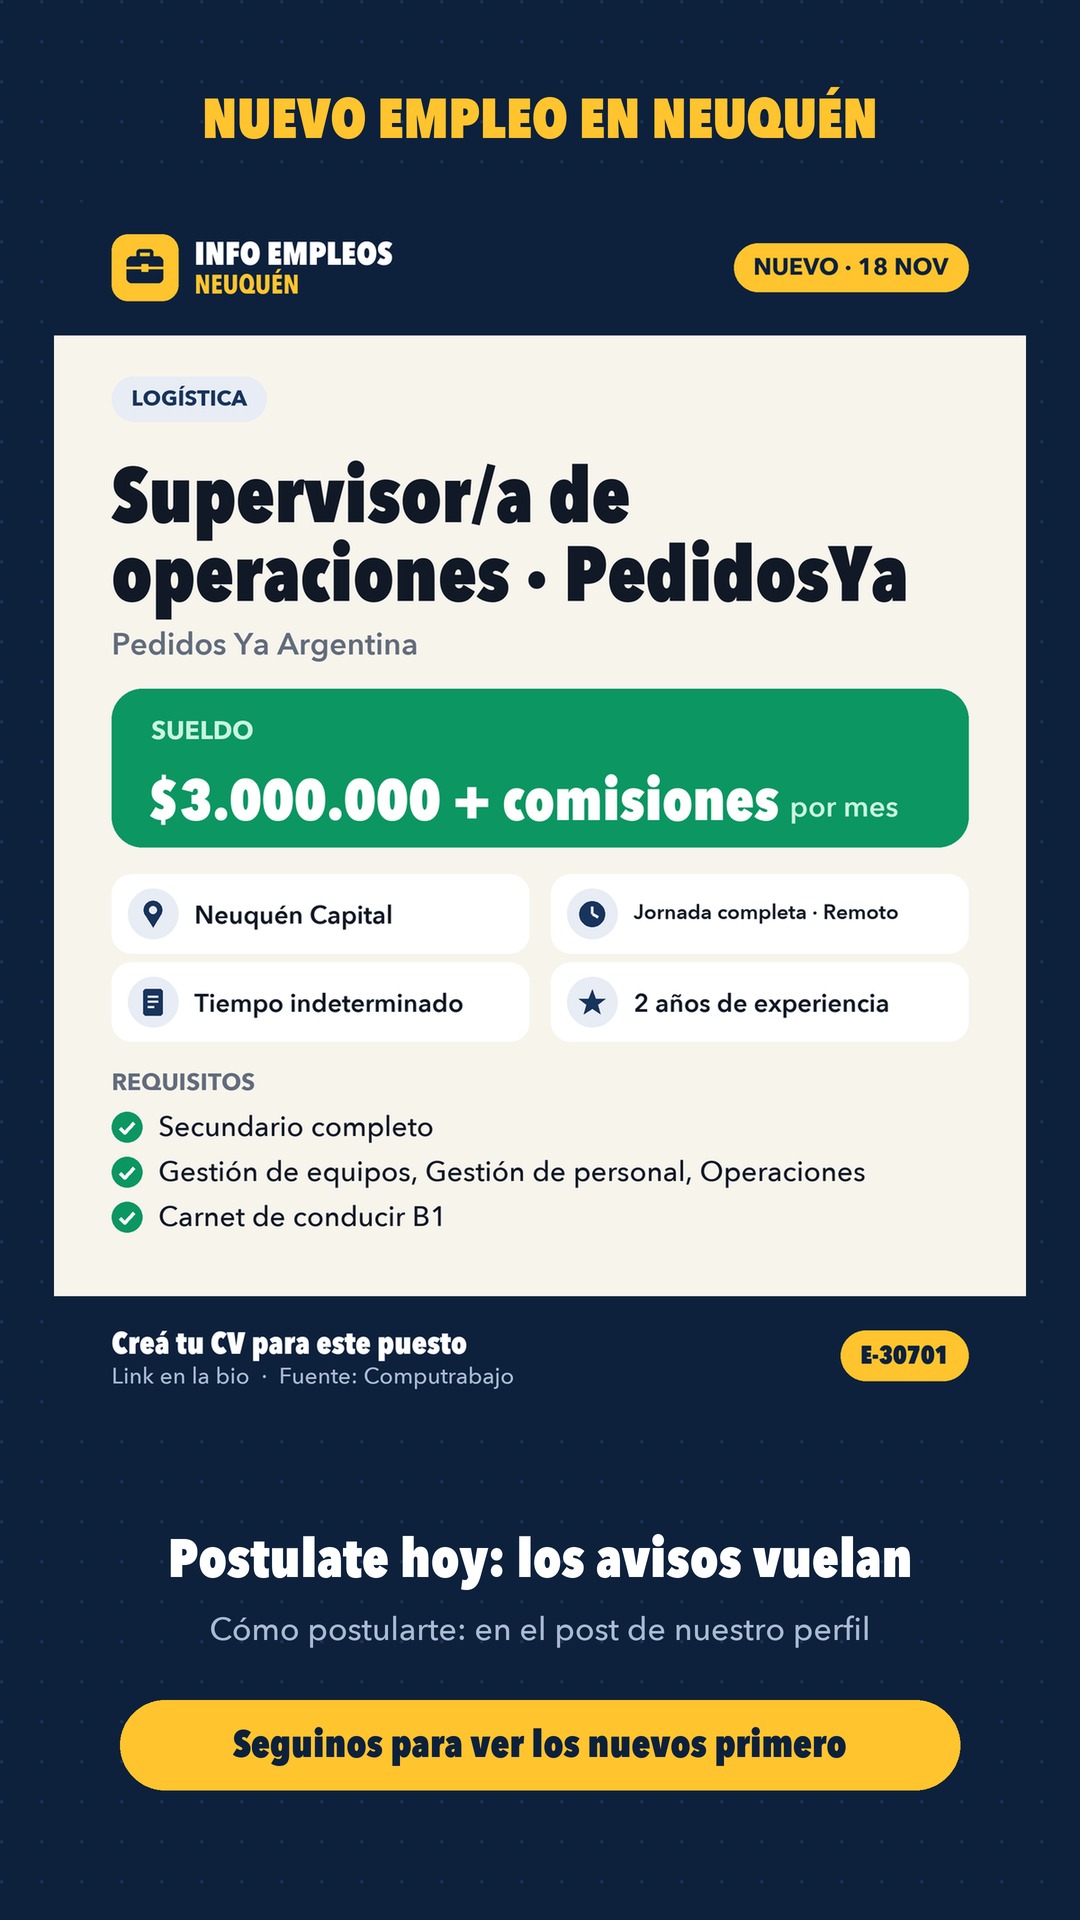 NUEVO EMPLEO EN NEUQUÉN
INFO EMPLEOS
NEUQUÉN
NUEVO · 18 NOV
LOGÍSTICA
Supervisor/a de
operaciones · PedidosYa
Pedidos Ya Argentina
SUELDO
$3.000.000 + comisiones por mes
Neuquén Capital
Jornada completa · Remoto
Tiempo indeterminado
2 años de experiencia
REQUISITOS
Secundario completo
Gestión de equipos, Gestión de personal, Operaciones
Carnet de conducir B1
Creá tu CV para este puesto
Link en la bio · Fuente: Computrabajo
E-30701
Postulate hoy: los avisos vuelan
Cómo postularte: en el post de nuestro perfil
Seguinos para ver los nuevos primero